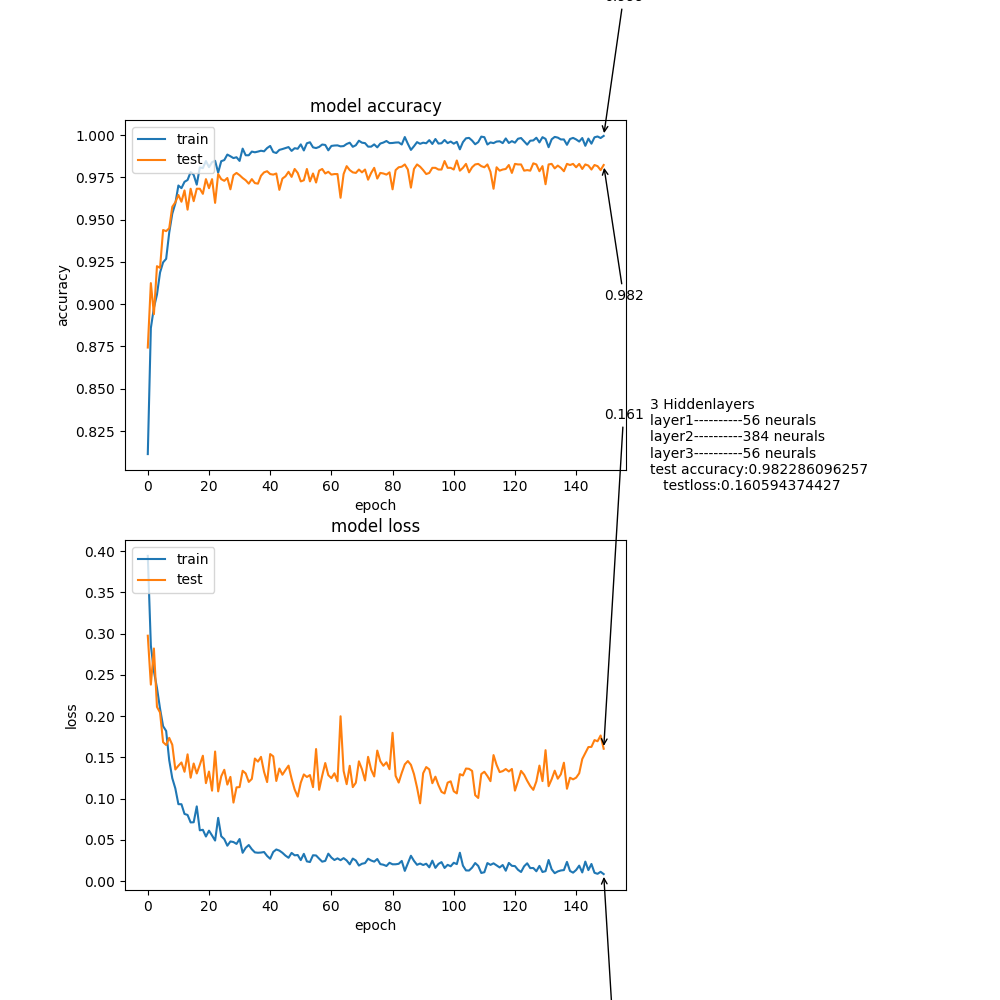 model accuracy
train
test
1.000
0.975
0.950
0.925
0.900
0.875
0.850
0.825
accuracy
0 20 40 60 80 100 120 140
epoch
0.982
0.161
3 Hiddenlayers
layer1----------56 neurals
layer2----------384 neurals
layer3----------56 neurals
test accuracy:0.982286096257
testloss:0.160594374427
model loss
train
test
0.40
0.35
0.30
0.25
0.20
0.15
0.10
0.05
0.00
loss
0 20 40 60 80 100 120 140
epoch